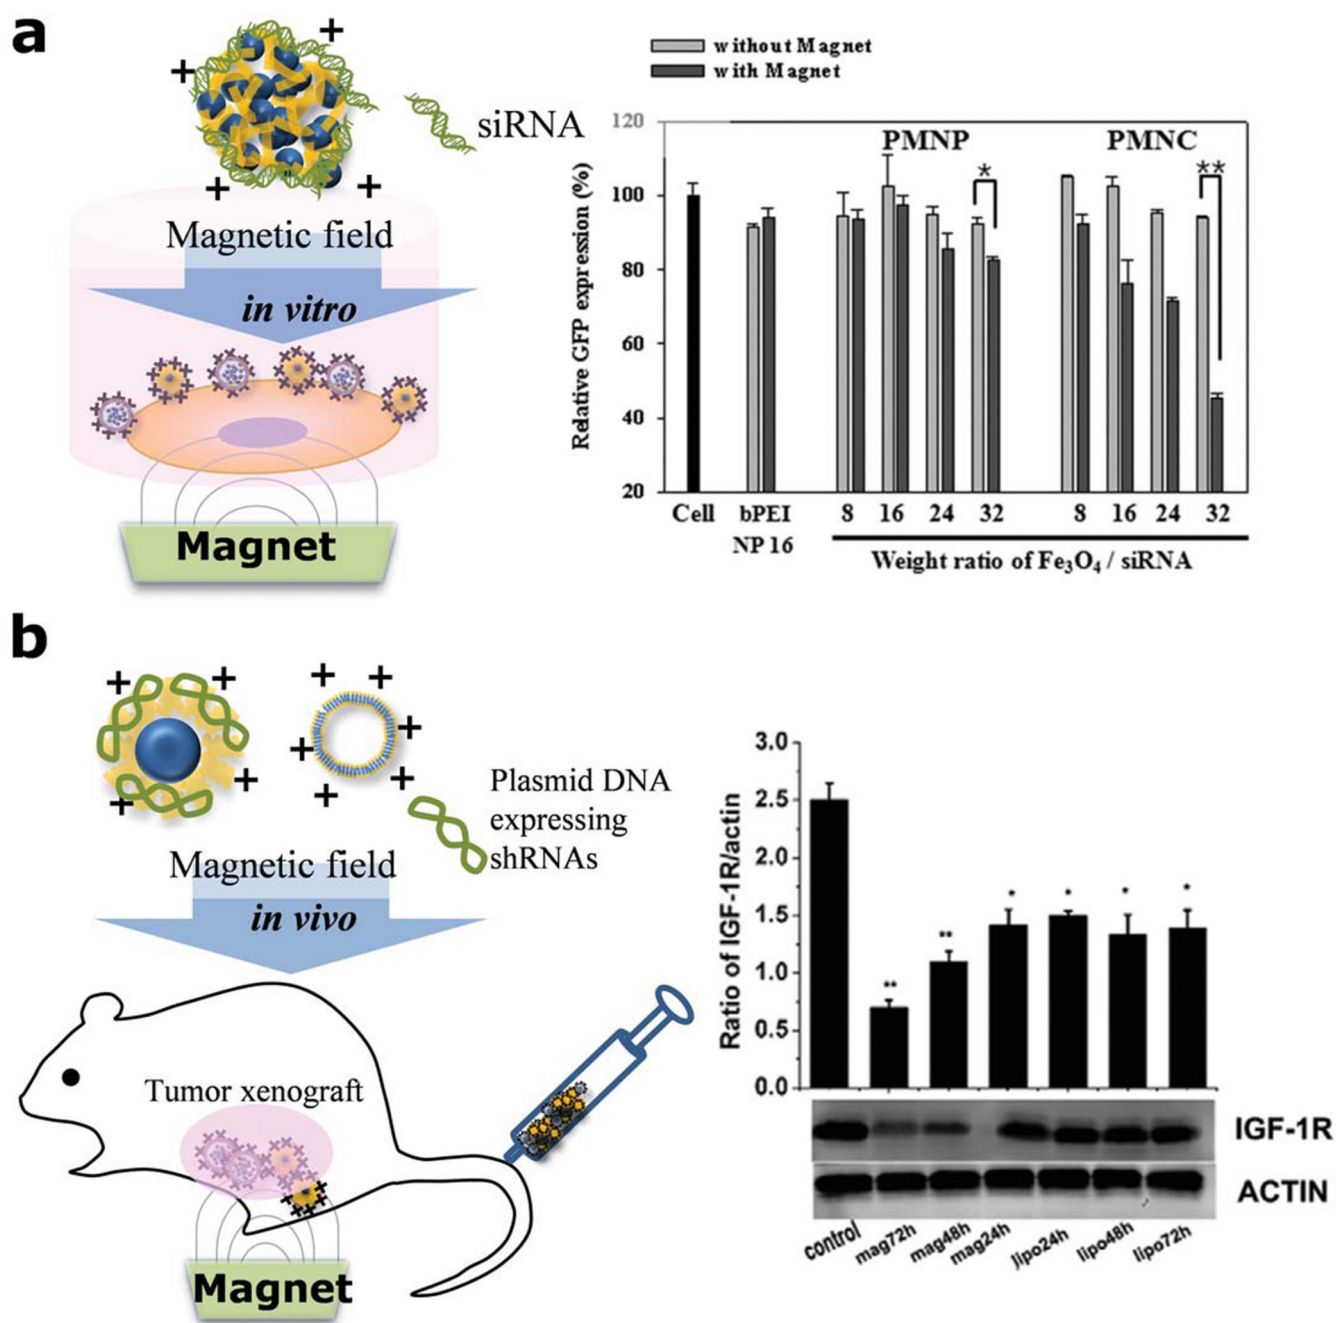 a
siRNA
Magnetic field
in vitro
Magnet
without Magnet
with Magnet
120
100
80
60
40
20
Relative GFP expression (%)
PMNP
PMNC
*
**
Cell
bPEI
NP 16
8 16 24 32
8 16 24 32
Weight ratio of Fe₃O₄ / siRNA
b
Plasmid DNA
expressing
shRNAs
Magnetic field
in vivo
Tumor xenograft
Magnet
3.0
2.5
2.0
1.5
1.0
0.5
0.0
Ratio of IGF-1R/actin
** ** * * * *
IGF-1R
ACTIN
control mag72h mag48h mag24h lipo24h lipo48h lipo72h